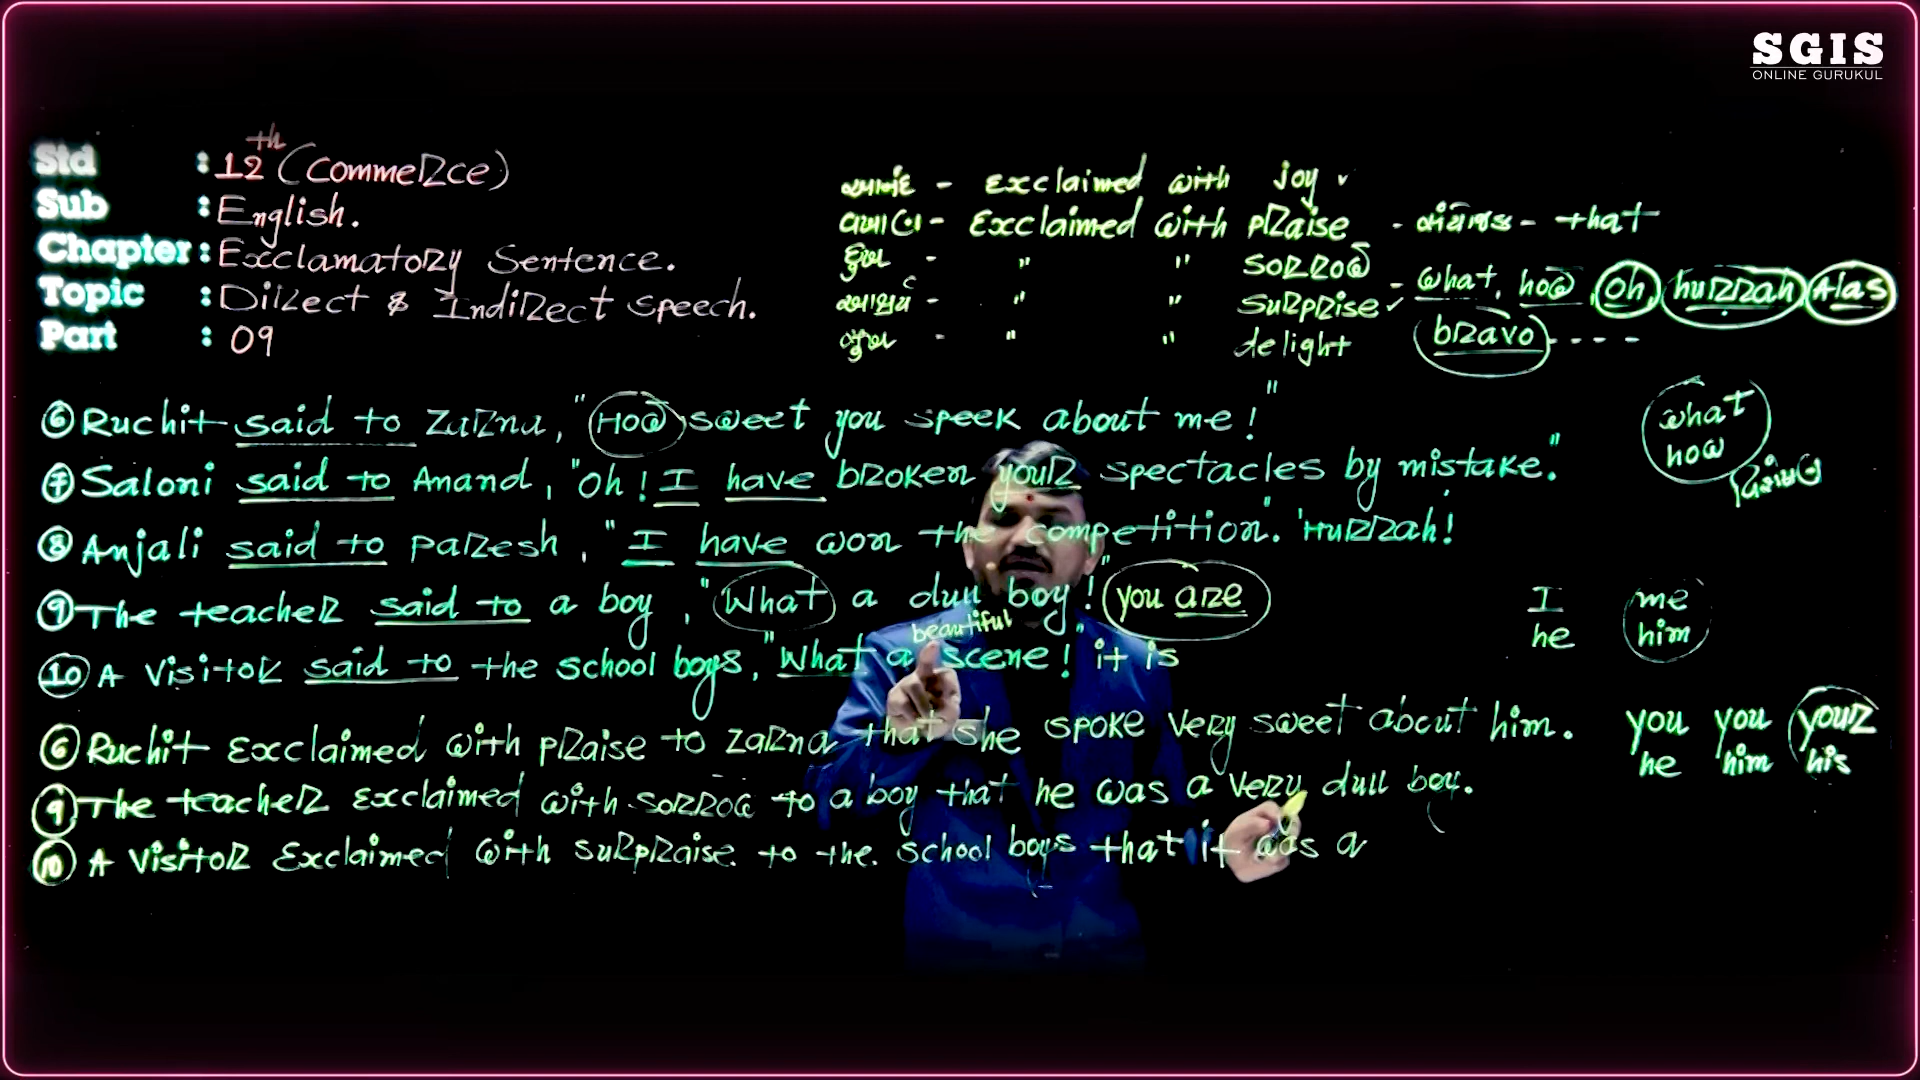 SGIS
ONLINE GURUKUL
Std : 12th (Commerce)
Sub : English.
Chapter : Exclamatory Sentence.
Topic : Direct & Indirect speech.
Part : 09
આનંદ - Exclaimed with joy ✓
વખાણ - Exclaimed with praise - સંયોજક - that
દુઃખ - " " sorrow
આશ્ચર્ય - " " surprise ✓ - what, how, oh, hurrah Alas
ખુશ - " " delight bravo - - - -
⑥ Ruchit said to Zarna, "How sweet you speek about me!"
⑦ Saloni said to Anand, "Oh! I have broken your spectacles by mistake."
⑧ Anjali said to Paresh, "I have won the competition". 'Hurrah!
⑨ The teacher said to a boy, "What a dull boy!" you are
beautiful
⑩ A visitor said to the school boys, "What a scene!" it is
what
how
I me
he him
⑥ Ruchit Exclaimed with praise to Zarna that she spoke very sweet about him.
you you your
he him his
⑨ The teacher Exclaimed with sorrow to a boy that he was a very dull boy.
⑩ A visitor Exclaimed with surpraise. to the. school boys that it was a